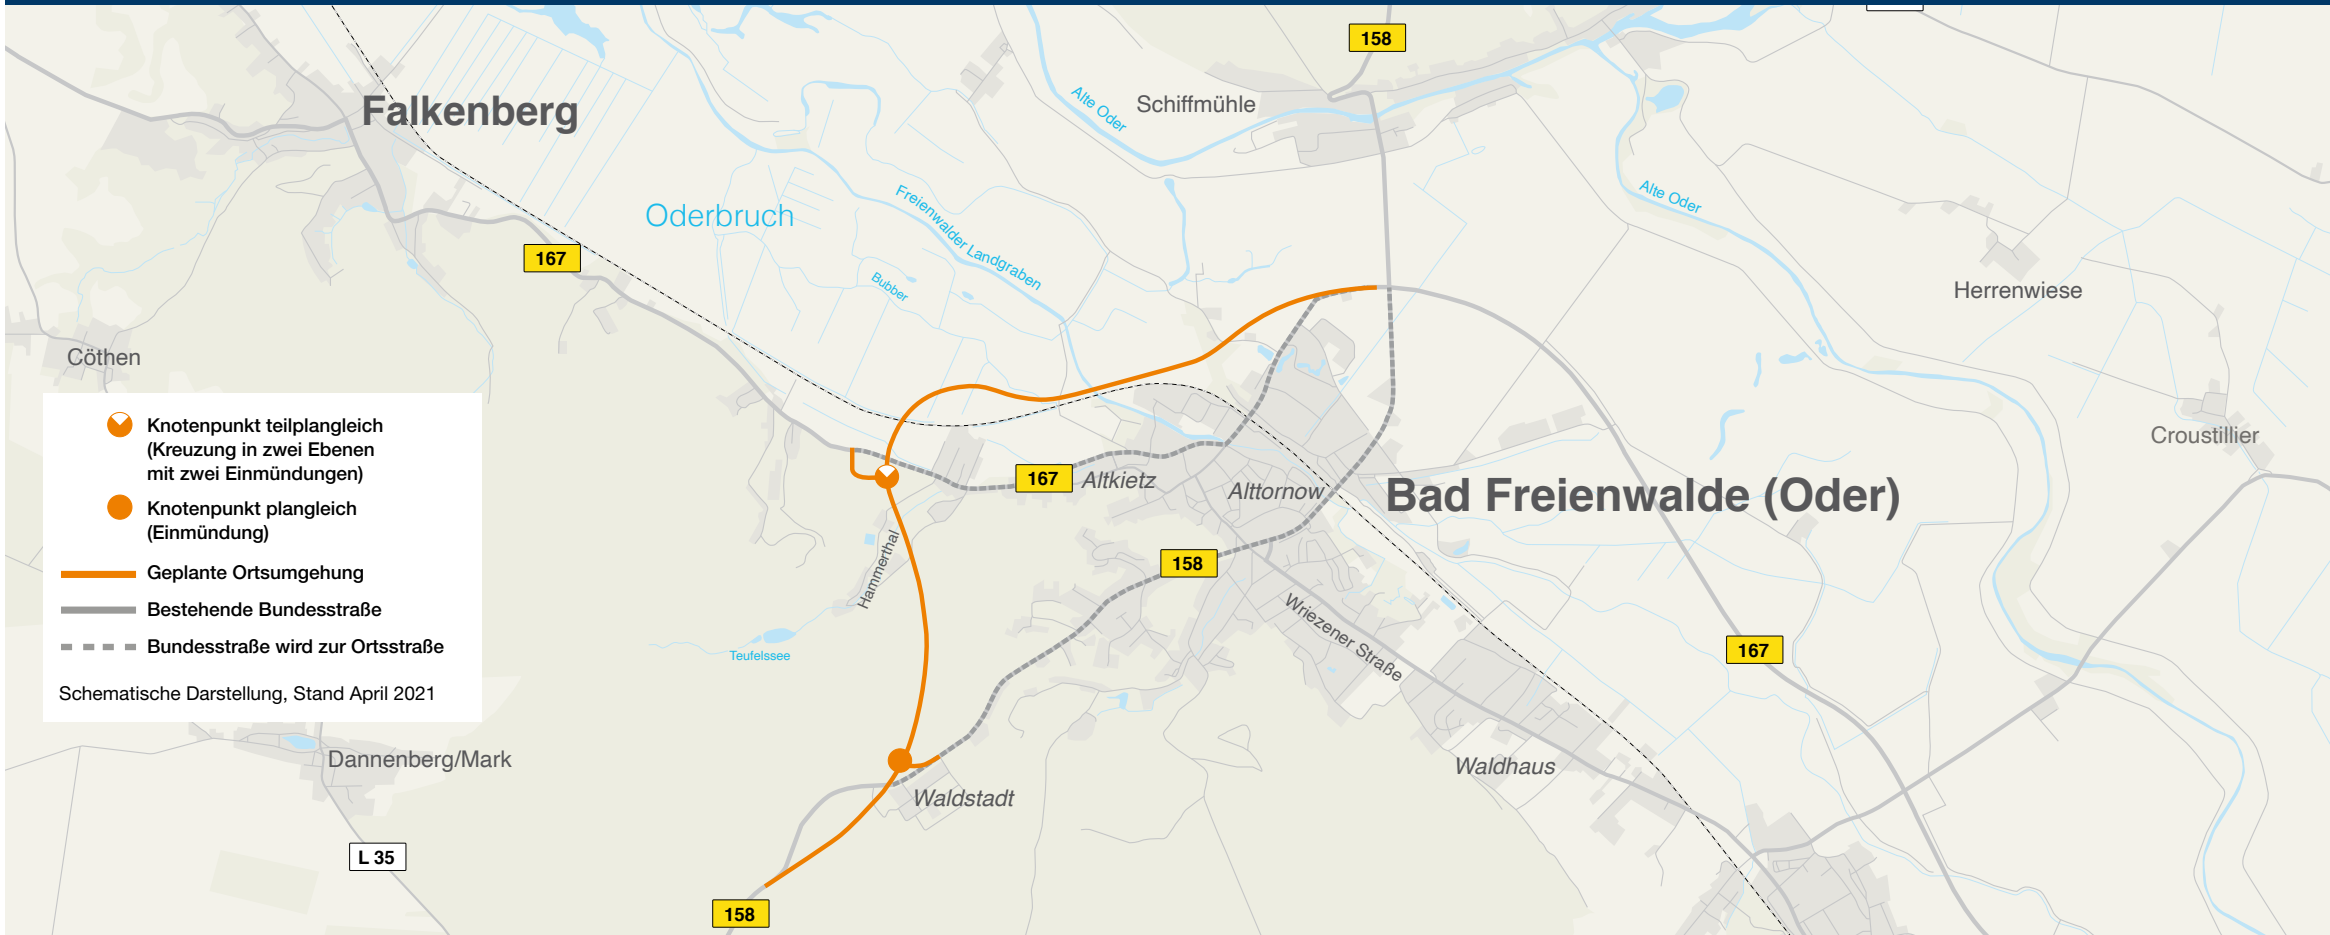 158
Falkenberg
Alte Oder
Schiffmühle
Oderbruch
Freienwalder Landgraben
Alte Oder
167
Bubber
Herrenwiese
Cöthen
Knotenpunkt teilplangleich
(Kreuzung in zwei Ebenen
mit zwei Einmündungen)
Knotenpunkt plangleich
(Einmündung)
Geplante Ortsumgehung
Bestehende Bundesstraße
Bundesstraße wird zur Ortsstraße
Schematische Darstellung, Stand April 2021
Croustillier
167
Altkietz
Alttornow
Bad Freienwalde (Oder)
Hammerthal
158
Wriezener Straße
Teufelssee
167
Dannenberg/Mark
Waldhaus
Waldstadt
L 35
158